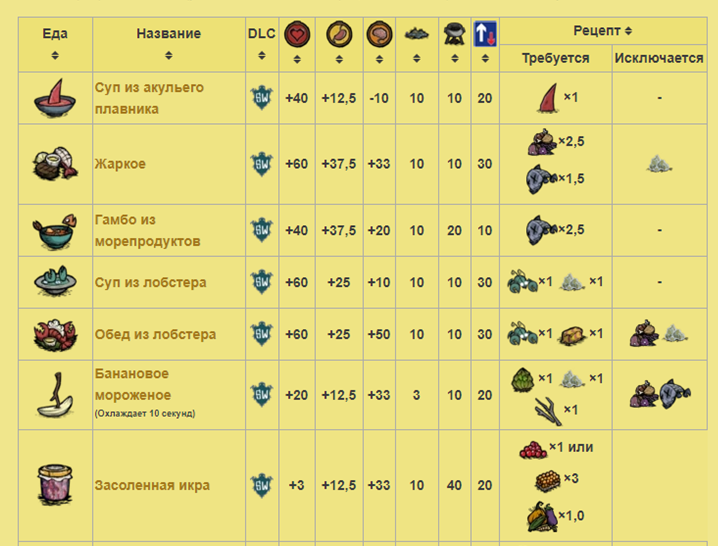 Еда Название DLC Рецепт
Требуется Исключается
Суп из акульего
плавника
SW +40 +12,5 -10 10 10 20 ×1 -
Жаркое SW +60 +37,5 +33 10 10 30 ×2,5
×1,5
Гамбо из
морепродуктов
SW +40 +37,5 +20 10 20 10 ×2,5 -
Суп из лобстера SW +60 +25 +10 10 10 30 ×1 ×1 -
Обед из лобстера SW +60 +25 +50 10 10 30 ×1 ×1
Банановое
мороженое
(Охлаждает 10 секунд)
SW +20 +12,5 +33 3 10 20 ×1 ×1
×1
Засоленная икра SW +3 +12,5 +33 10 40 20 ×1 или
×3
×1,0